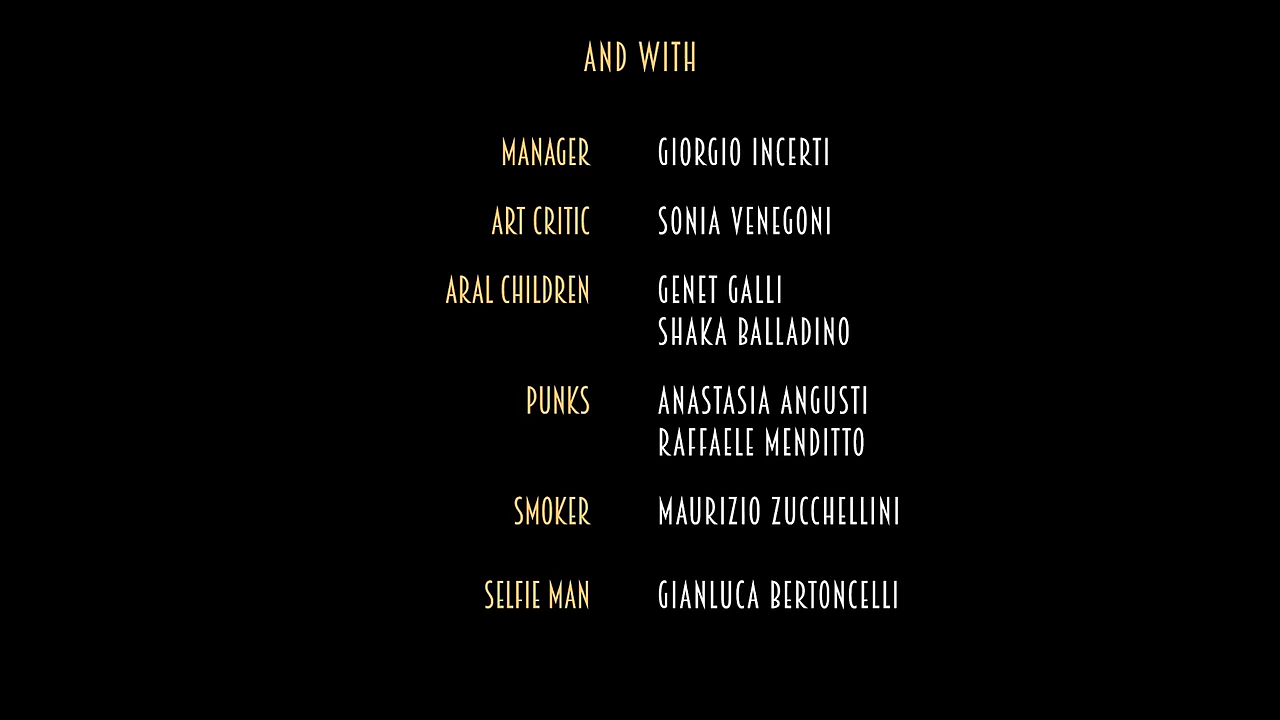 AND WITH
MANAGER GIORGIO INCERTI
ART CRITIC SONIA VENEGONI
ARAL CHILDREN GENET GALLI
SHAKA BALLADINO
PUNKS ANASTASIA ANGUSTI
RAFFAELE MENDITTO
SMOKER MAURIZIO ZUCCHELLINI
SELFIE MAN GIANLUCA BERTONCELLI